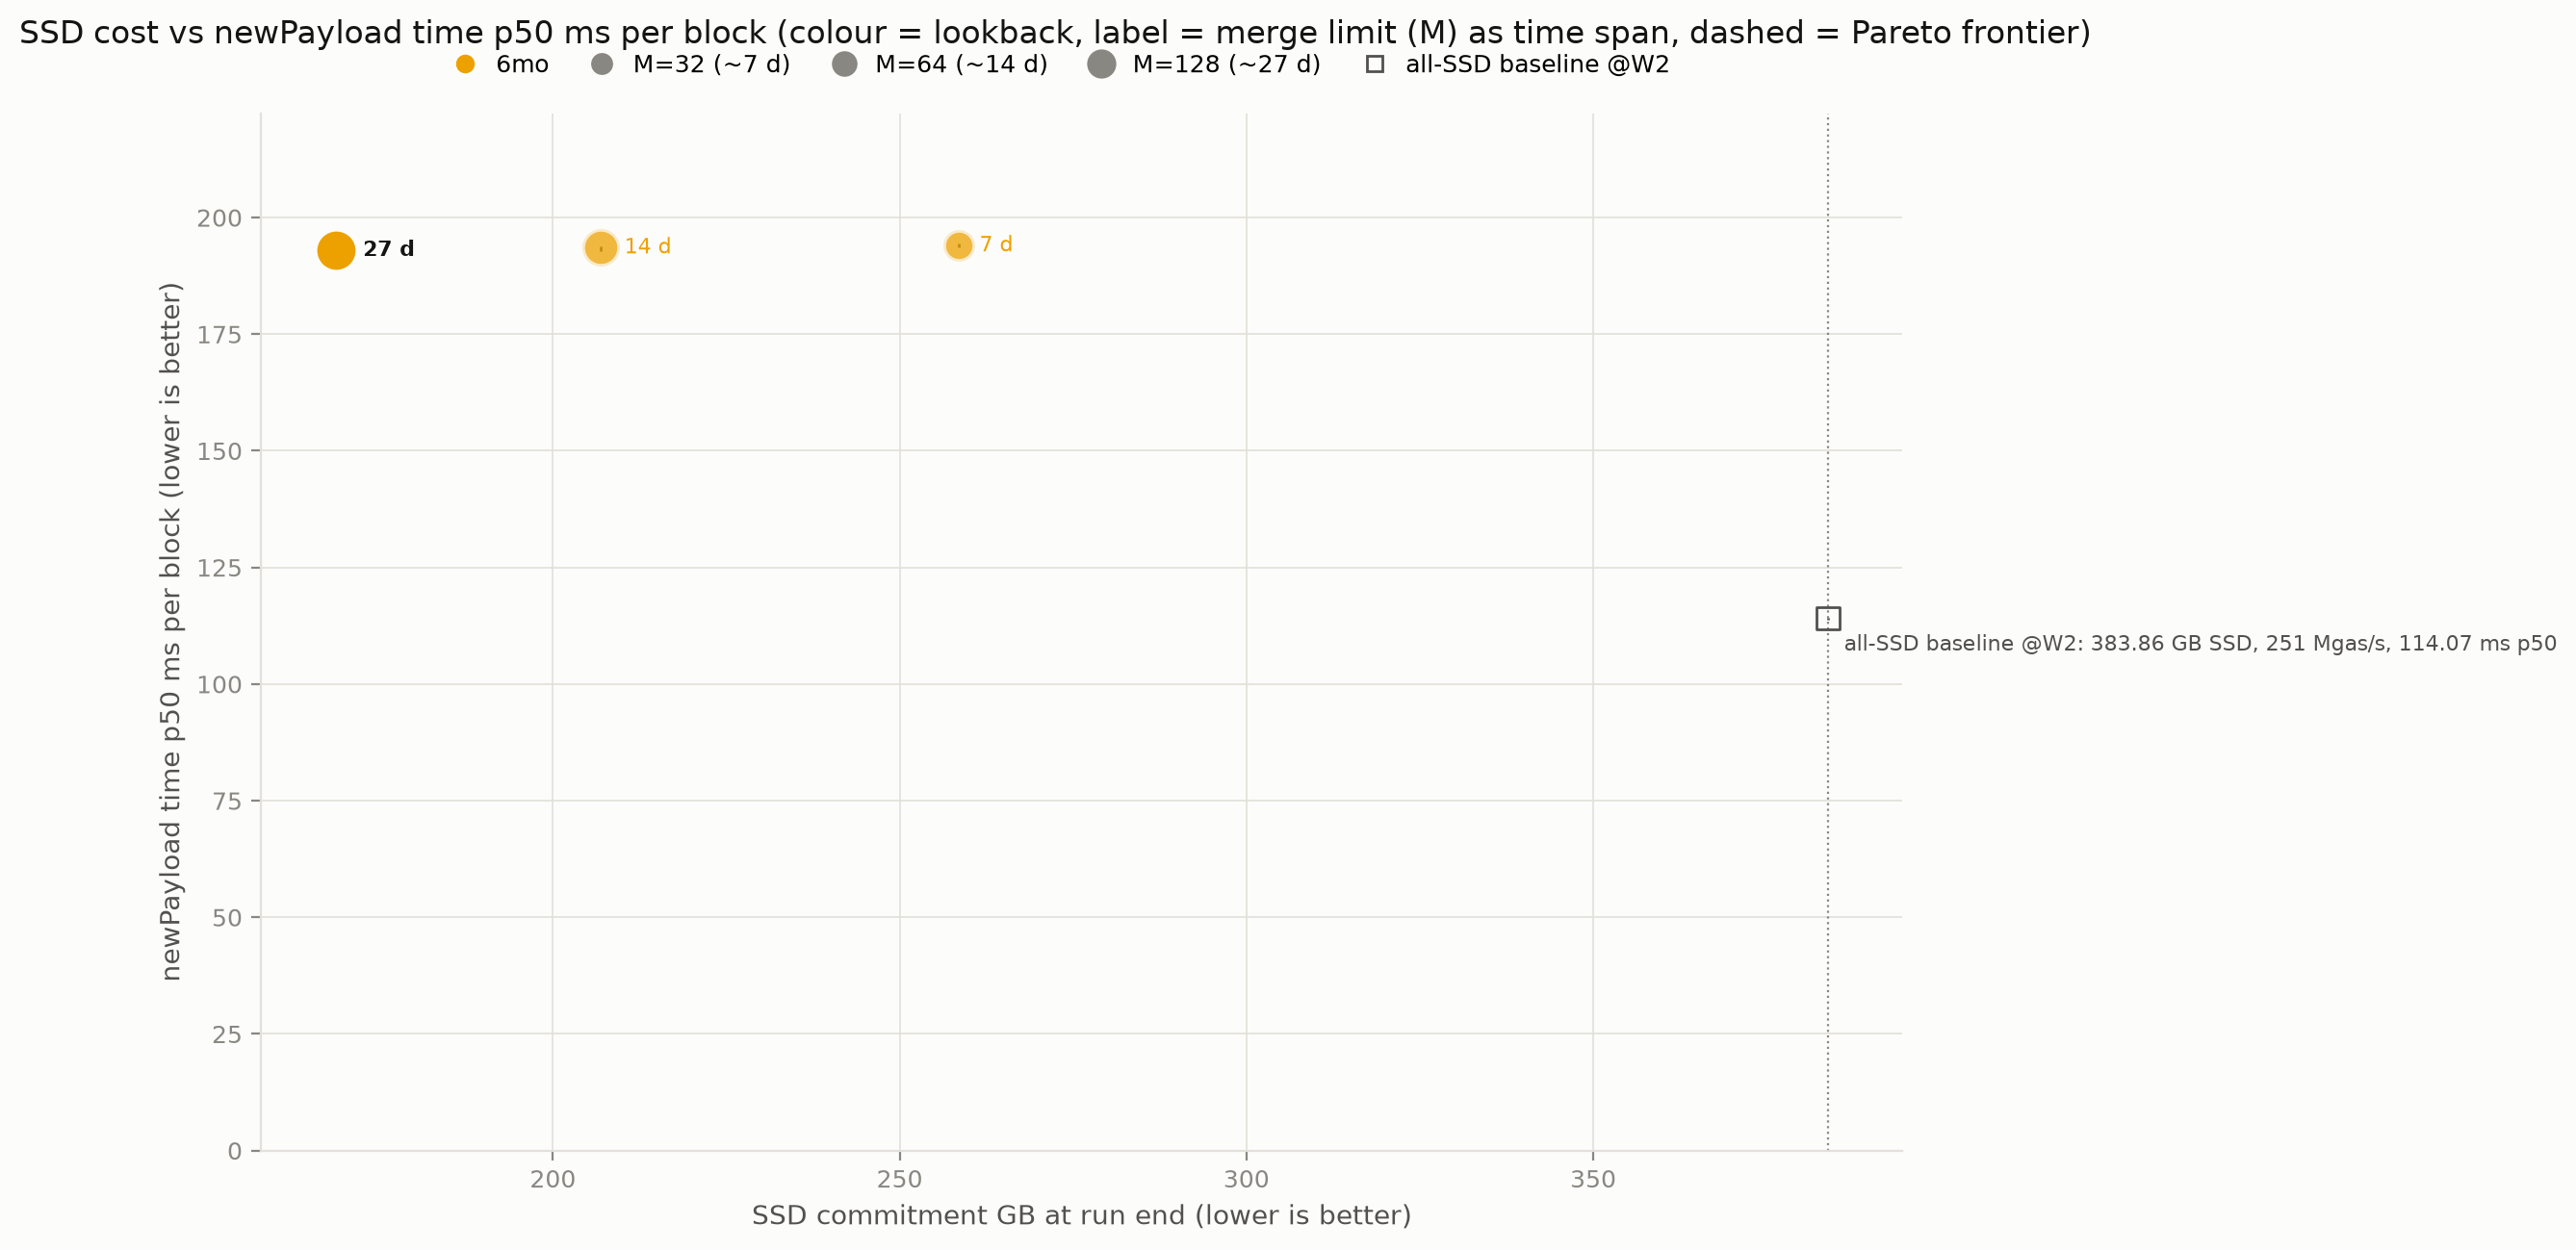 SSD cost vs newPayload time p50 ms per block (colour = lookback, label = merge limit (M) as time span, dashed = Pareto frontier)
6mo M=32 (~7 d) M=64 (~14 d) M=128 (~27 d) all-SSD baseline @W2
newPayload time p50 ms per block (lower is better)
200
175
150
125
100
75
50
25
0
27 d
14 d
7 d
all-SSD baseline @W2: 383.86 GB SSD, 251 Mgas/s, 114.07 ms p50
200 250 300 350
SSD commitment GB at run end (lower is better)